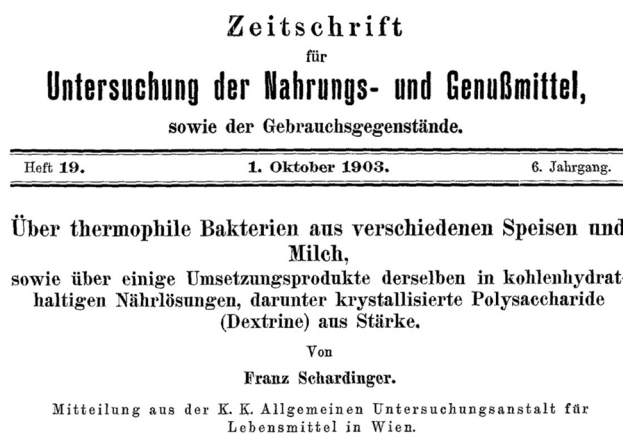 Zeitschrift
für
Untersuchung der Nahrungs- und Genußmittel,
sowie der Gebrauchsgegenstände.
Heft 19. 1. Oktober 1903. 6. Jahrgang.
Über thermophile Bakterien aus verschiedenen Speisen und
Milch,
sowie über einige Umsetzungsprodukte derselben in kohlenhydrat-
haltigen Nährlösungen, darunter krystallisierte Polysaccharide
(Dextrine) aus Stärke.
Von
Franz Schardinger.
Mitteilung aus der K. K. Allgemeinen Untersuchungsanstalt für
Lebensmittel in Wien.